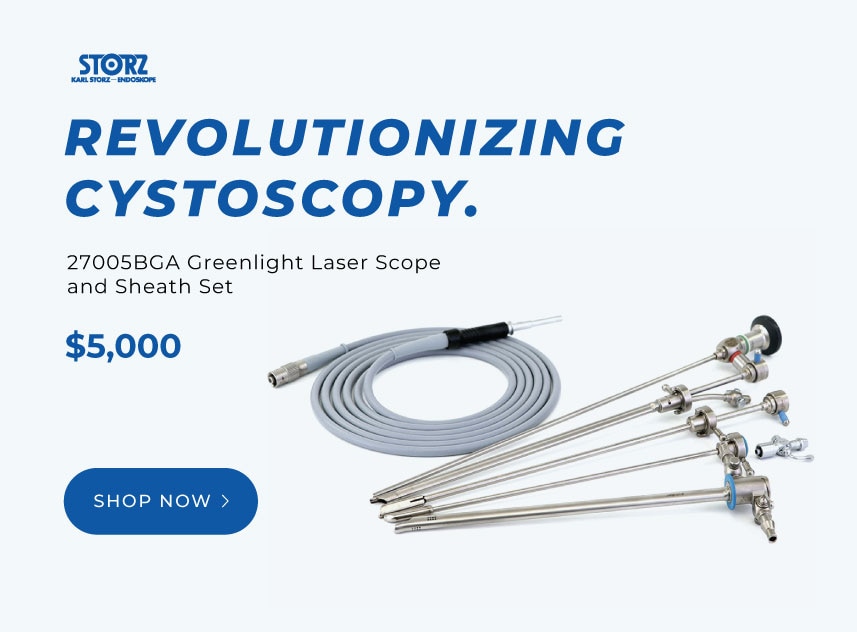 STORZ
KARL STORZ—ENDOSKOPE
REVOLUTIONIZING
CYSTOSCOPY.
27005BGA Greenlight Laser Scope
and Sheath Set
$5,000
SHOP NOW >